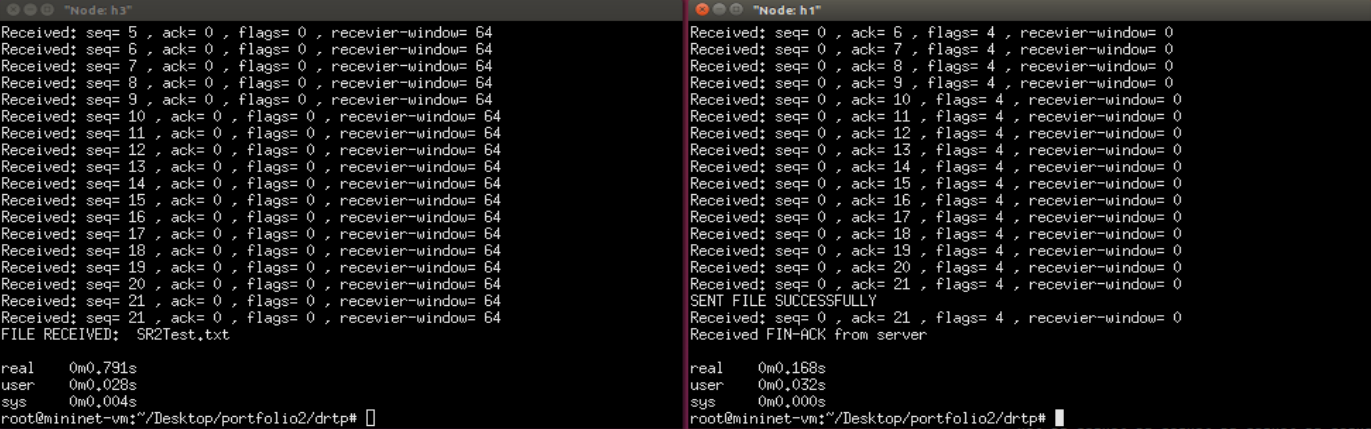 "Node: h3"
Received: seq= 5 , ack= 0 , flags= 0 , recevier-window= 64
Received: seq= 6 , ack= 0 , flags= 0 , recevier-window= 64
Received: seq= 7 , ack= 0 , flags= 0 , recevier-window= 64
Received: seq= 8 , ack= 0 , flags= 0 , recevier-window= 64
Received: seq= 9 , ack= 0 , flags= 0 , recevier-window= 64
Received: seq= 10 , ack= 0 , flags= 0 , recevier-window= 64
Received: seq= 11 , ack= 0 , flags= 0 , recevier-window= 64
Received: seq= 12 , ack= 0 , flags= 0 , recevier-window= 64
Received: seq= 13 , ack= 0 , flags= 0 , recevier-window= 64
Received: seq= 14 , ack= 0 , flags= 0 , recevier-window= 64
Received: seq= 15 , ack= 0 , flags= 0 , recevier-window= 64
Received: seq= 16 , ack= 0 , flags= 0 , recevier-window= 64
Received: seq= 17 , ack= 0 , flags= 0 , recevier-window= 64
Received: seq= 18 , ack= 0 , flags= 0 , recevier-window= 64
Received: seq= 19 , ack= 0 , flags= 0 , recevier-window= 64
Received: seq= 20 , ack= 0 , flags= 0 , recevier-window= 64
Received: seq= 21 , ack= 0 , flags= 0 , recevier-window= 64
Received: seq= 21 , ack= 0 , flags= 0 , recevier-window= 64
FILE RECEIVED:  SR2Test.txt
real 0m0.791s
user 0m0.028s
sys 0m0.004s
root@mininet-vm:~/Desktop/portfolio2/drtp#
"Node: h1"
Received: seq= 0 , ack= 6 , flags= 4 , recevier-window= 0
Received: seq= 0 , ack= 7 , flags= 4 , recevier-window= 0
Received: seq= 0 , ack= 8 , flags= 4 , recevier-window= 0
Received: seq= 0 , ack= 9 , flags= 4 , recevier-window= 0
Received: seq= 0 , ack= 10 , flags= 4 , recevier-window= 0
Received: seq= 0 , ack= 11 , flags= 4 , recevier-window= 0
Received: seq= 0 , ack= 12 , flags= 4 , recevier-window= 0
Received: seq= 0 , ack= 13 , flags= 4 , recevier-window= 0
Received: seq= 0 , ack= 14 , flags= 4 , recevier-window= 0
Received: seq= 0 , ack= 15 , flags= 4 , recevier-window= 0
Received: seq= 0 , ack= 16 , flags= 4 , recevier-window= 0
Received: seq= 0 , ack= 17 , flags= 4 , recevier-window= 0
Received: seq= 0 , ack= 18 , flags= 4 , recevier-window= 0
Received: seq= 0 , ack= 19 , flags= 4 , recevier-window= 0
Received: seq= 0 , ack= 20 , flags= 4 , recevier-window= 0
Received: seq= 0 , ack= 21 , flags= 4 , recevier-window= 0
SENT FILE SUCCESSFULLY
Received: seq= 0 , ack= 21 , flags= 4 , recevier-window= 0
Received FIN-ACK from server
real 0m0.168s
user 0m0.032s
sys 0m0.000s
root@mininet-vm:~/Desktop/portfolio2/drtp#